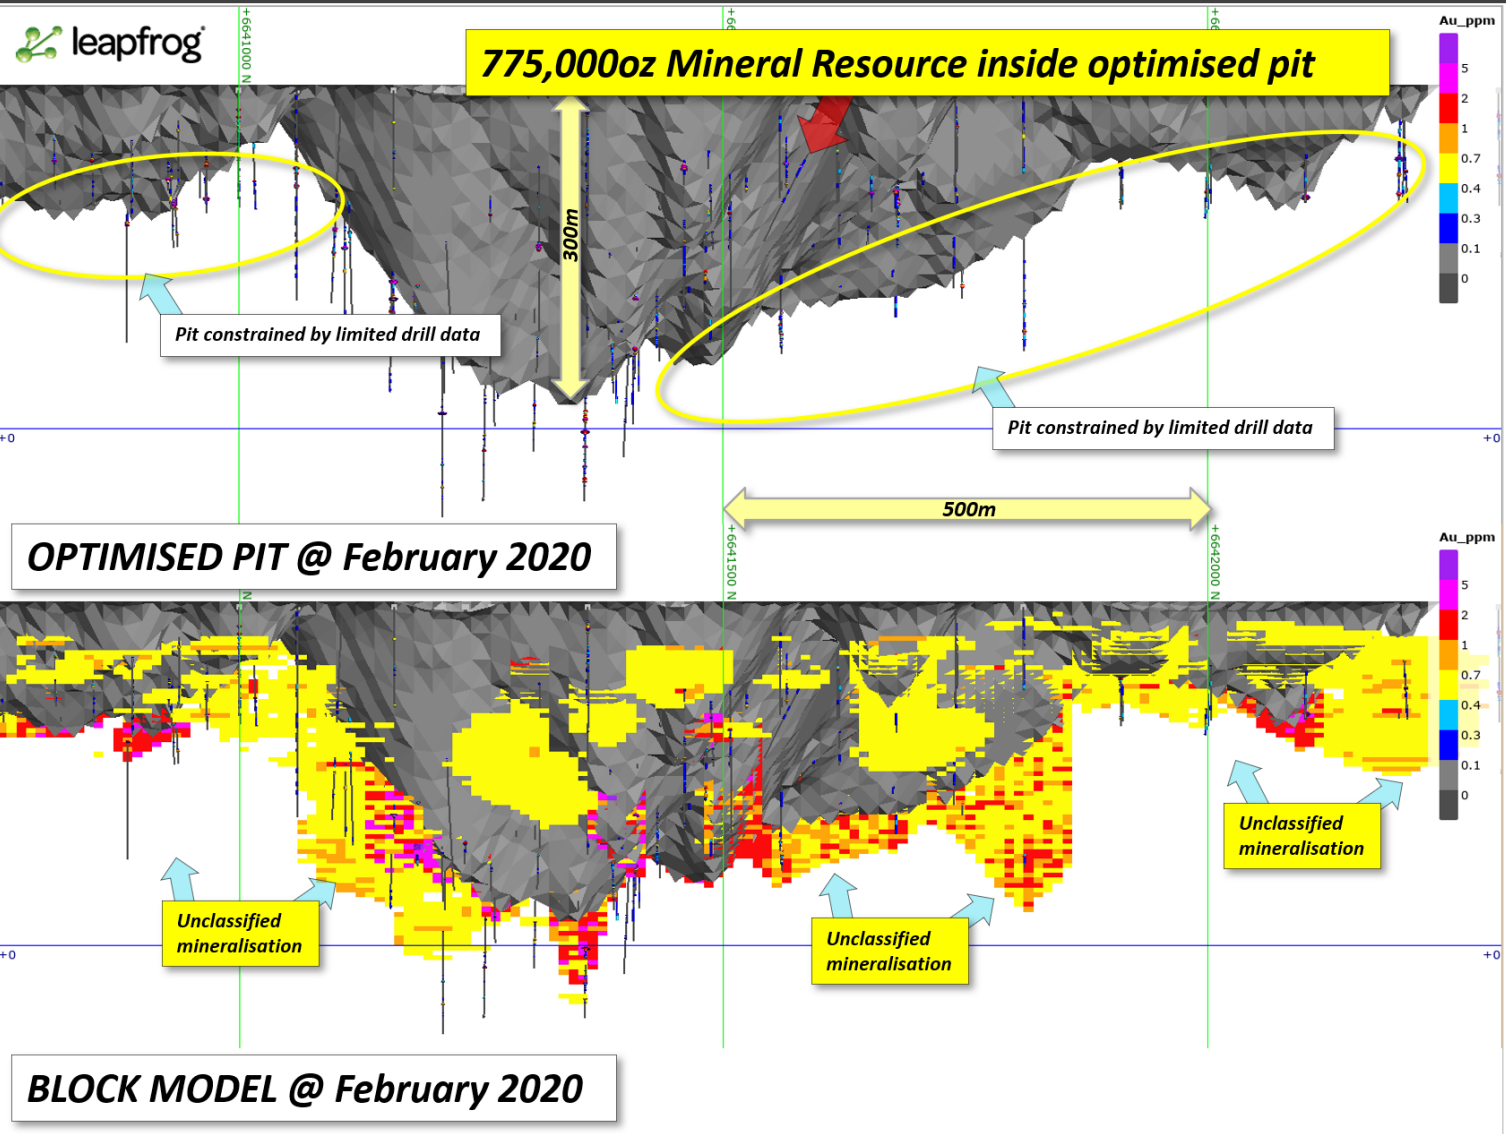 leapfrog
+6641000 N
+66
+66
Au_ppm
775,000oz Mineral Resource inside optimised pit
5
2
1
0.7
0.4
0.3
0.1
0
300m
Pit constrained by limited drill data
Pit constrained by limited drill data
+0
+0
500m
OPTIMISED PIT @ February 2020
+6641500 N
+6642000 N
N
Au_ppm
5
2
1
0.7
0.4
0.3
0.1
0
Unclassified
mineralisation
Unclassified
mineralisation
Unclassified
mineralisation
+0
+0
BLOCK MODEL @ February 2020